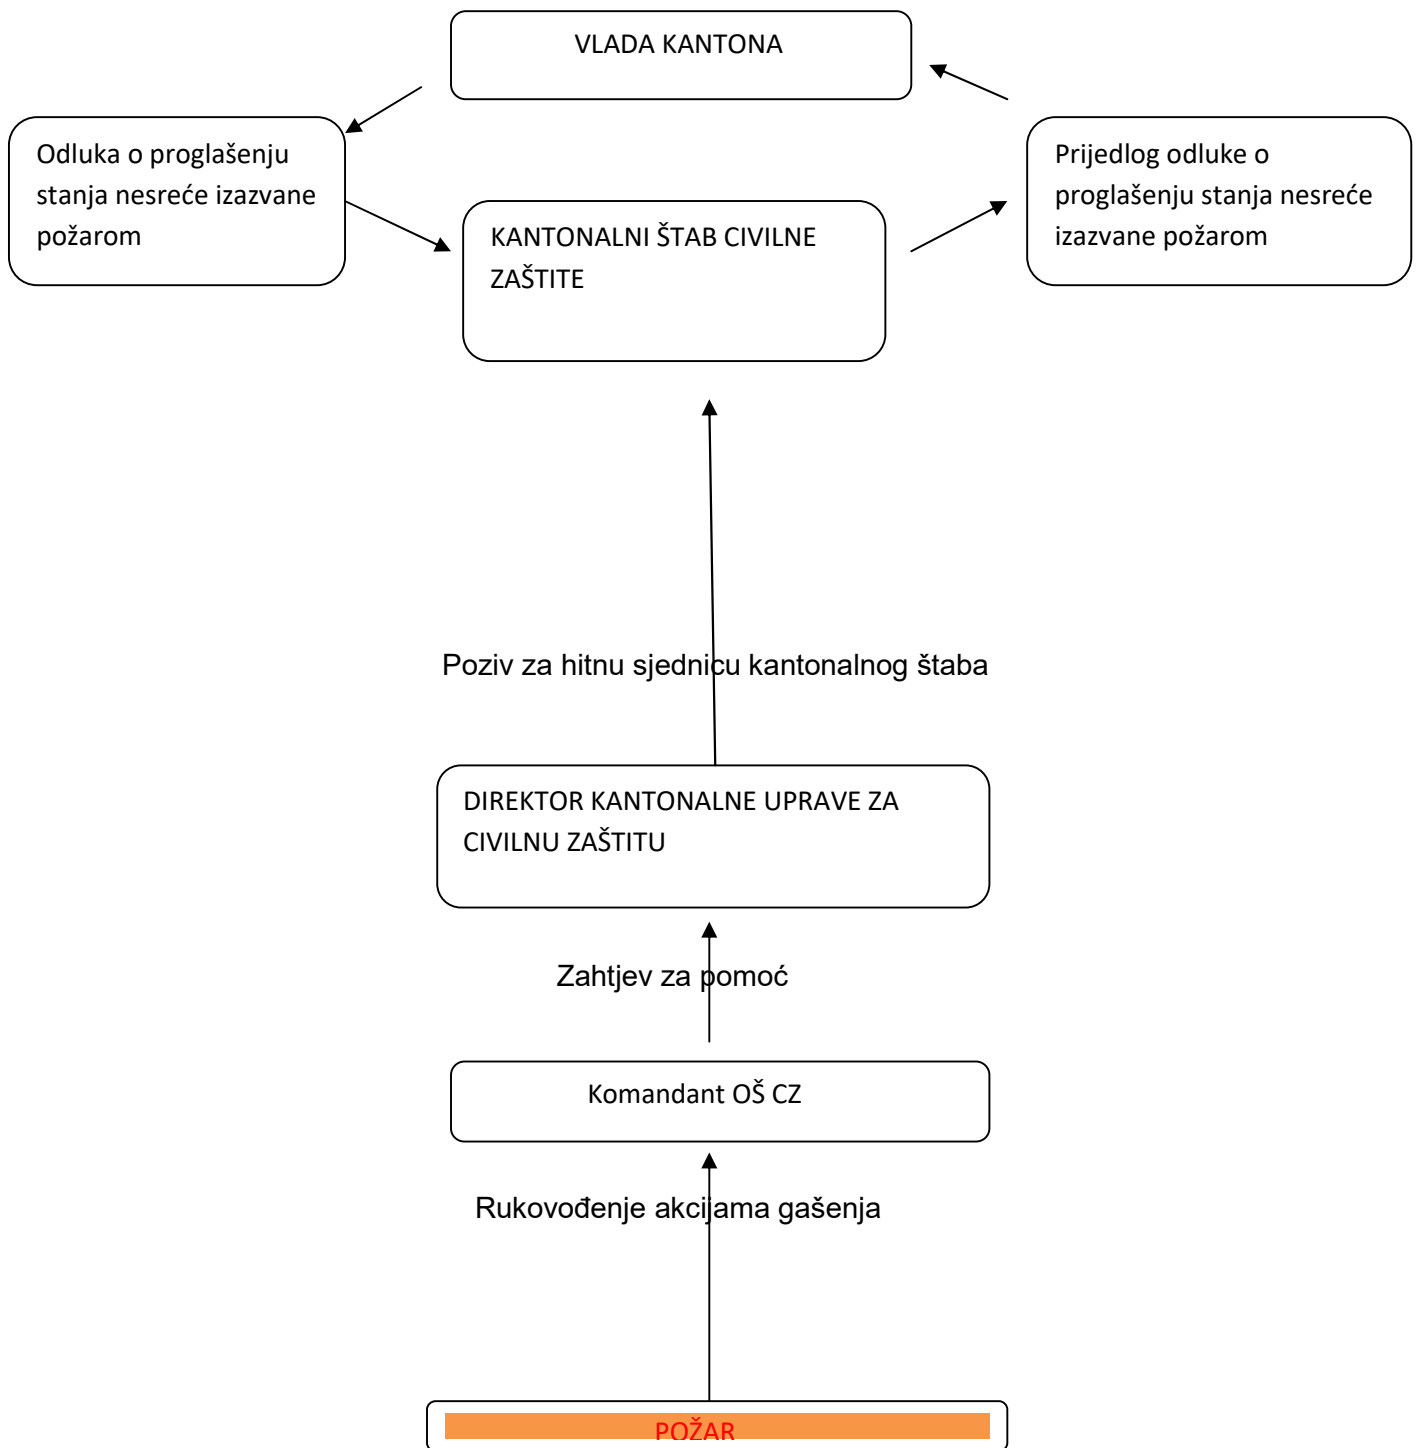 VLADA KANTONA
Odluka o proglašenju
stanja nesreće izazvane
požarom
Prijedlog odluke o
proglašenju stanja nesreće
izazvane požarom
KANTONALNI ŠTAB CIVILNE
ZAŠTITE
Poziv za hitnu sjednicu kantonalnog štaba
DIREKTOR KANTONALNE UPRAVE ZA
CIVILNU ZAŠTITU
Zahtjev za pomoć
Komandant OŠ CZ
Rukovođenje akcijama gašenja
POŽAR